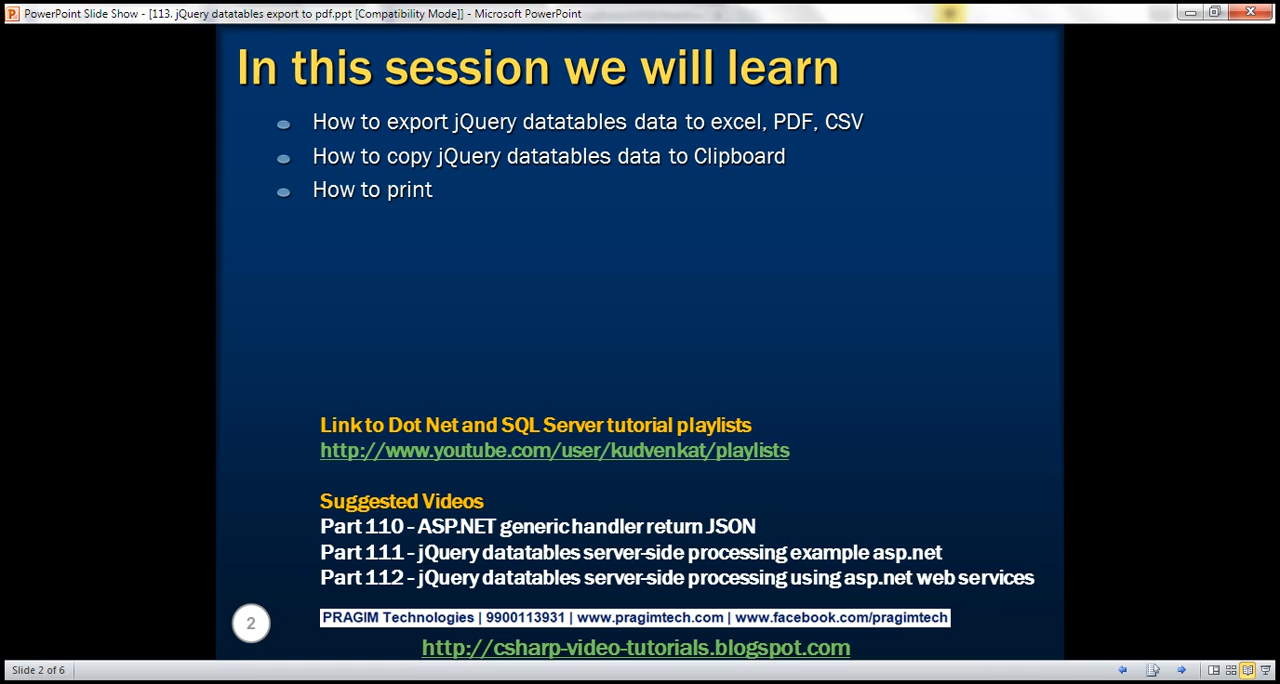 PowerPoint Slide Show - [113. jQuery datatables export to pdf.ppt [Compatibility Mode]] - Microsoft PowerPoint
In this session we will learn
How to export jQuery datatables data to excel, PDF, CSV
How to copy jQuery datatables data to Clipboard
How to print
Link to Dot Net and SQL Server tutorial playlists
http://www.youtube.com/user/kudvenkat/playlists
Suggested Videos
Part 110 - ASP.NET generic handler return JSON
Part 111 - jQuery datatables server-side processing example asp.net
Part 112 - jQuery datatables server-side processing using asp.net web services
2
PRAGIM Technologies | 9900113931 | www.pragimtech.com | www.facebook.com/pragimtech
http://csharp-video-tutorials.blogspot.com
Slide 2 of 6